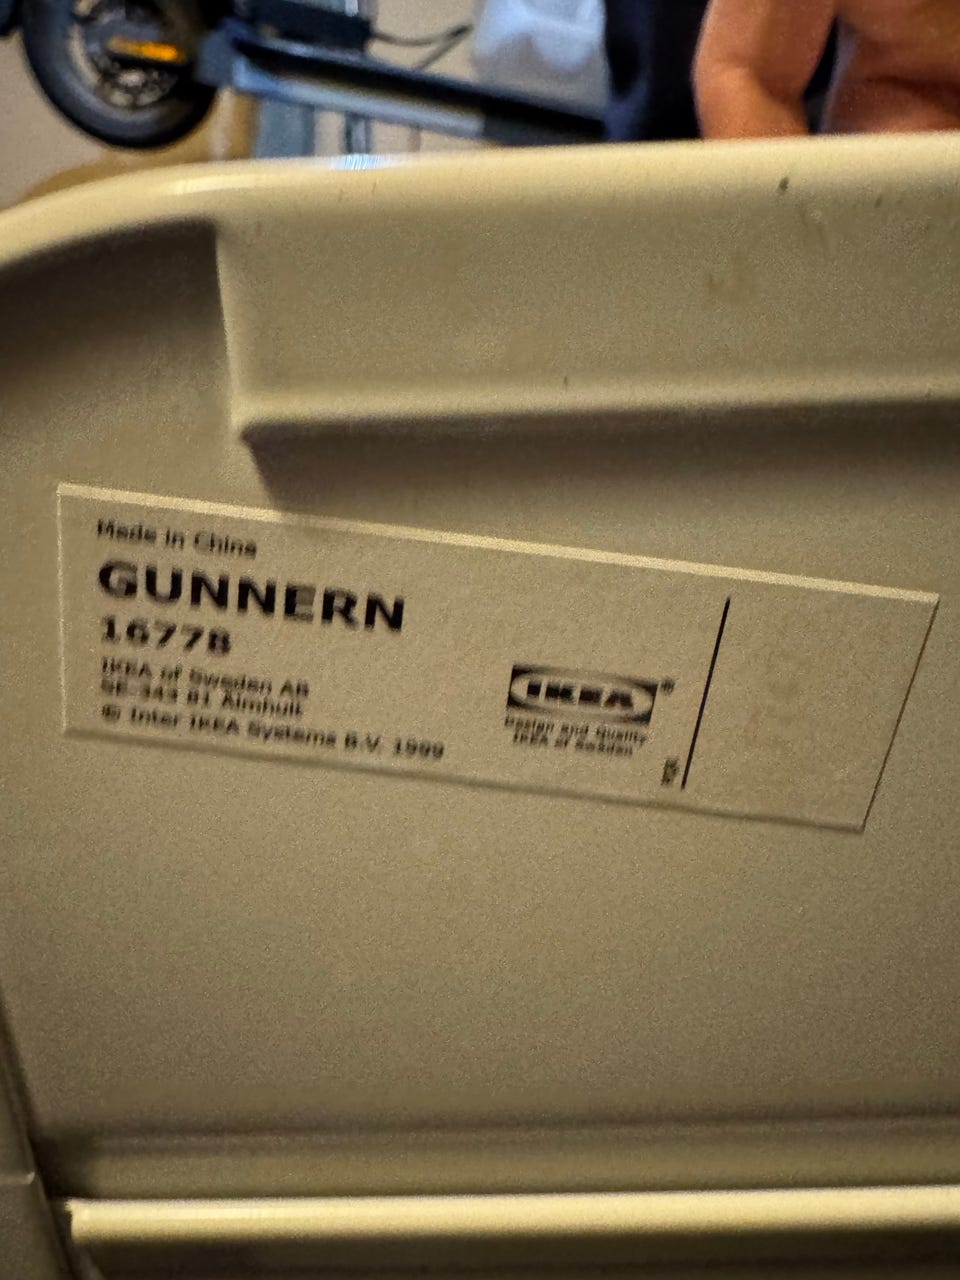 Made in China
GUNNERN
16778
IKEA of Sweden AB
SE-343 81 Älmhult
© Inter IKEA Systems B.V. 1999
IKEA®
Design and Quality
IKEA of Sweden